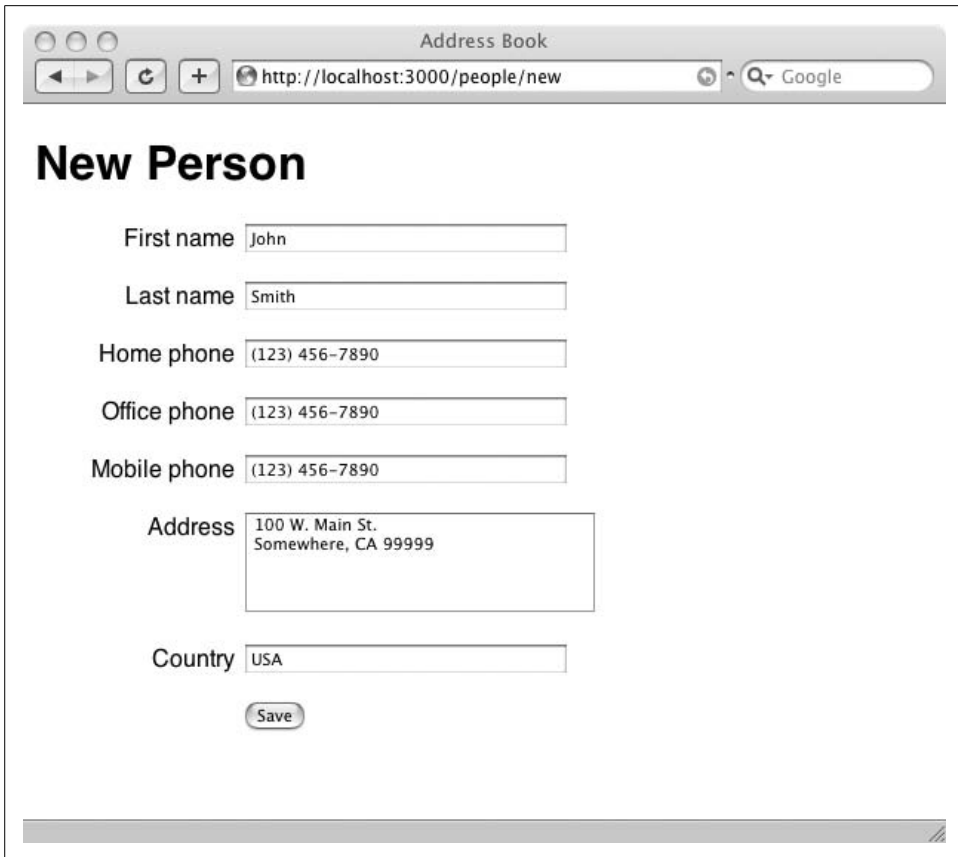 Address Book
http://localhost:3000/people/new
Google
New Person
First name John
Last name Smith
Home phone (123) 456-7890
Office phone (123) 456-7890
Mobile phone (123) 456-7890
Address 100 W. Main St.
Somewhere, CA 99999
Country USA
Save